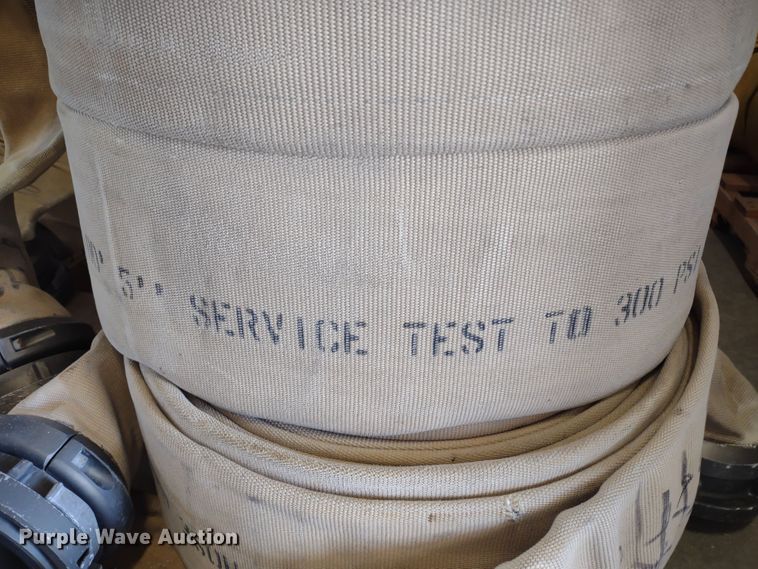 5'' SERVICE TEST TO 300 PSI
Purple Wave Auction